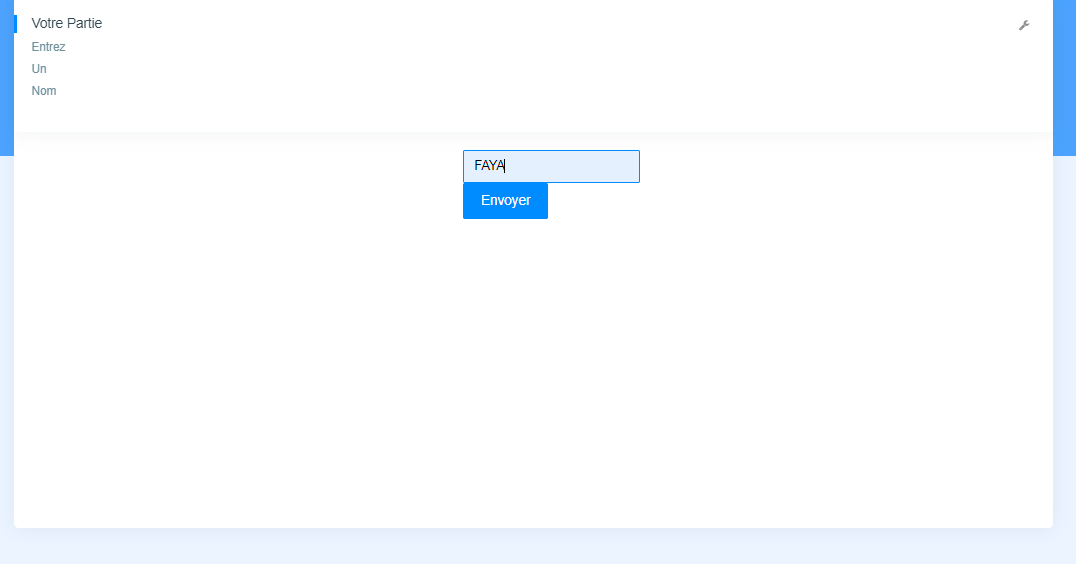 Votre Partie
Entrez
Un
Nom
FAYA
Envoyer